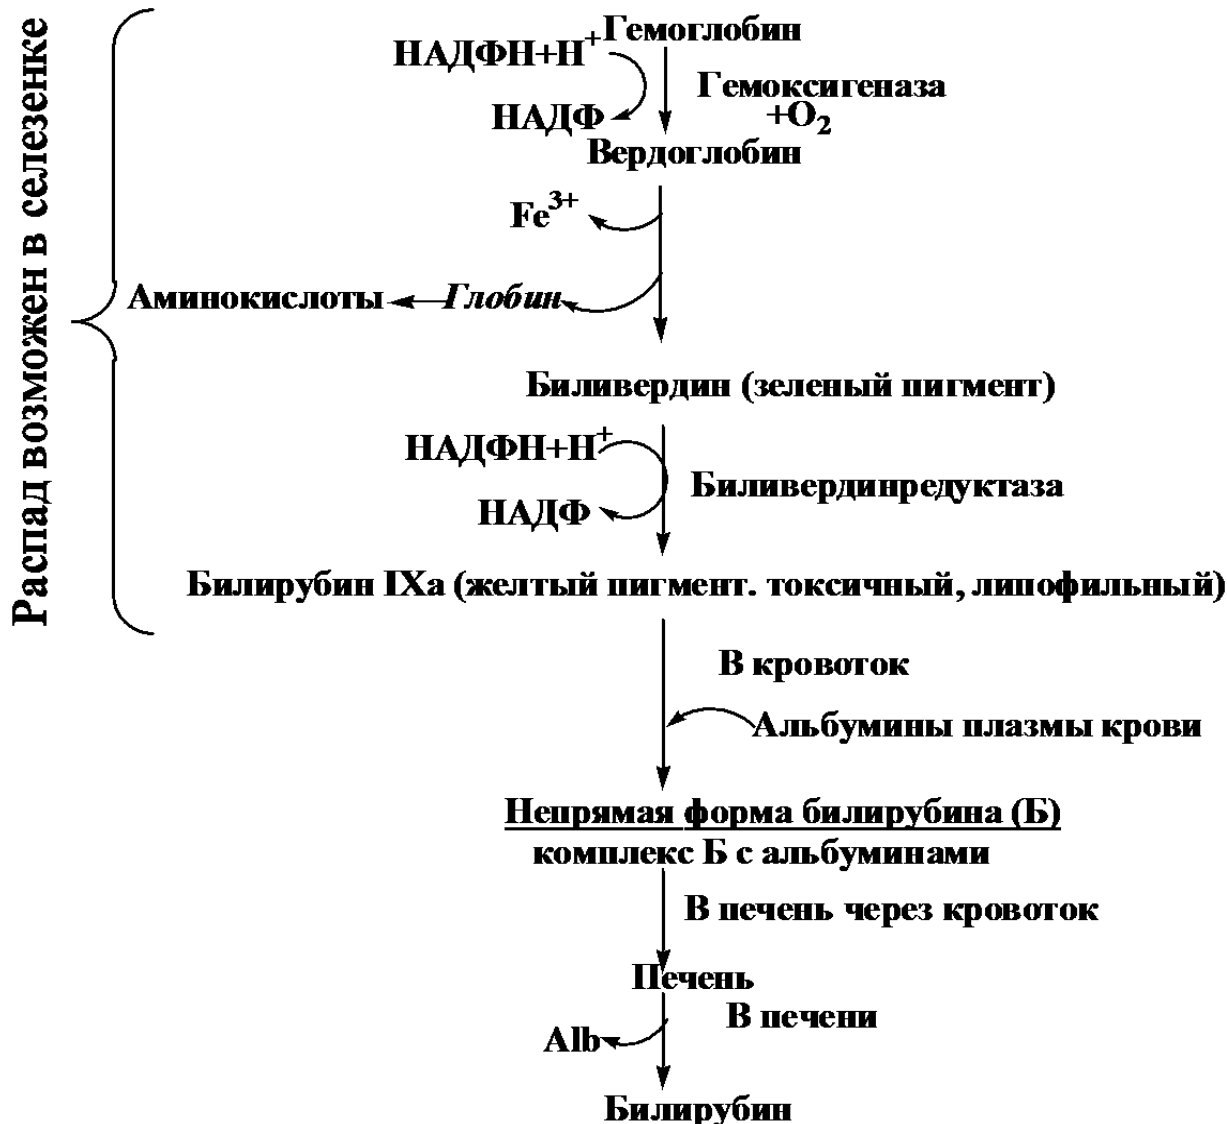 Распад возможен в селезенке
Гемоглобин
НАДФН+Н⁺
Гемоксигеназа
+O₂
НАДФ
Вердоглобин
Fe³⁺
Аминокислоты
Глобин
Биливердин (зеленый пигмент)
НАДФН+Н⁺
Биливердинредуктаза
НАДФ
Билирубин IXa (желтый пигмент. токсичный, липофильный)
В кровоток
Альбумины плазмы крови
Непрямая форма билирубина (Б)
комплекс Б с альбуминами
В печень через кровоток
Печень
В печени
Alb
Билирубин